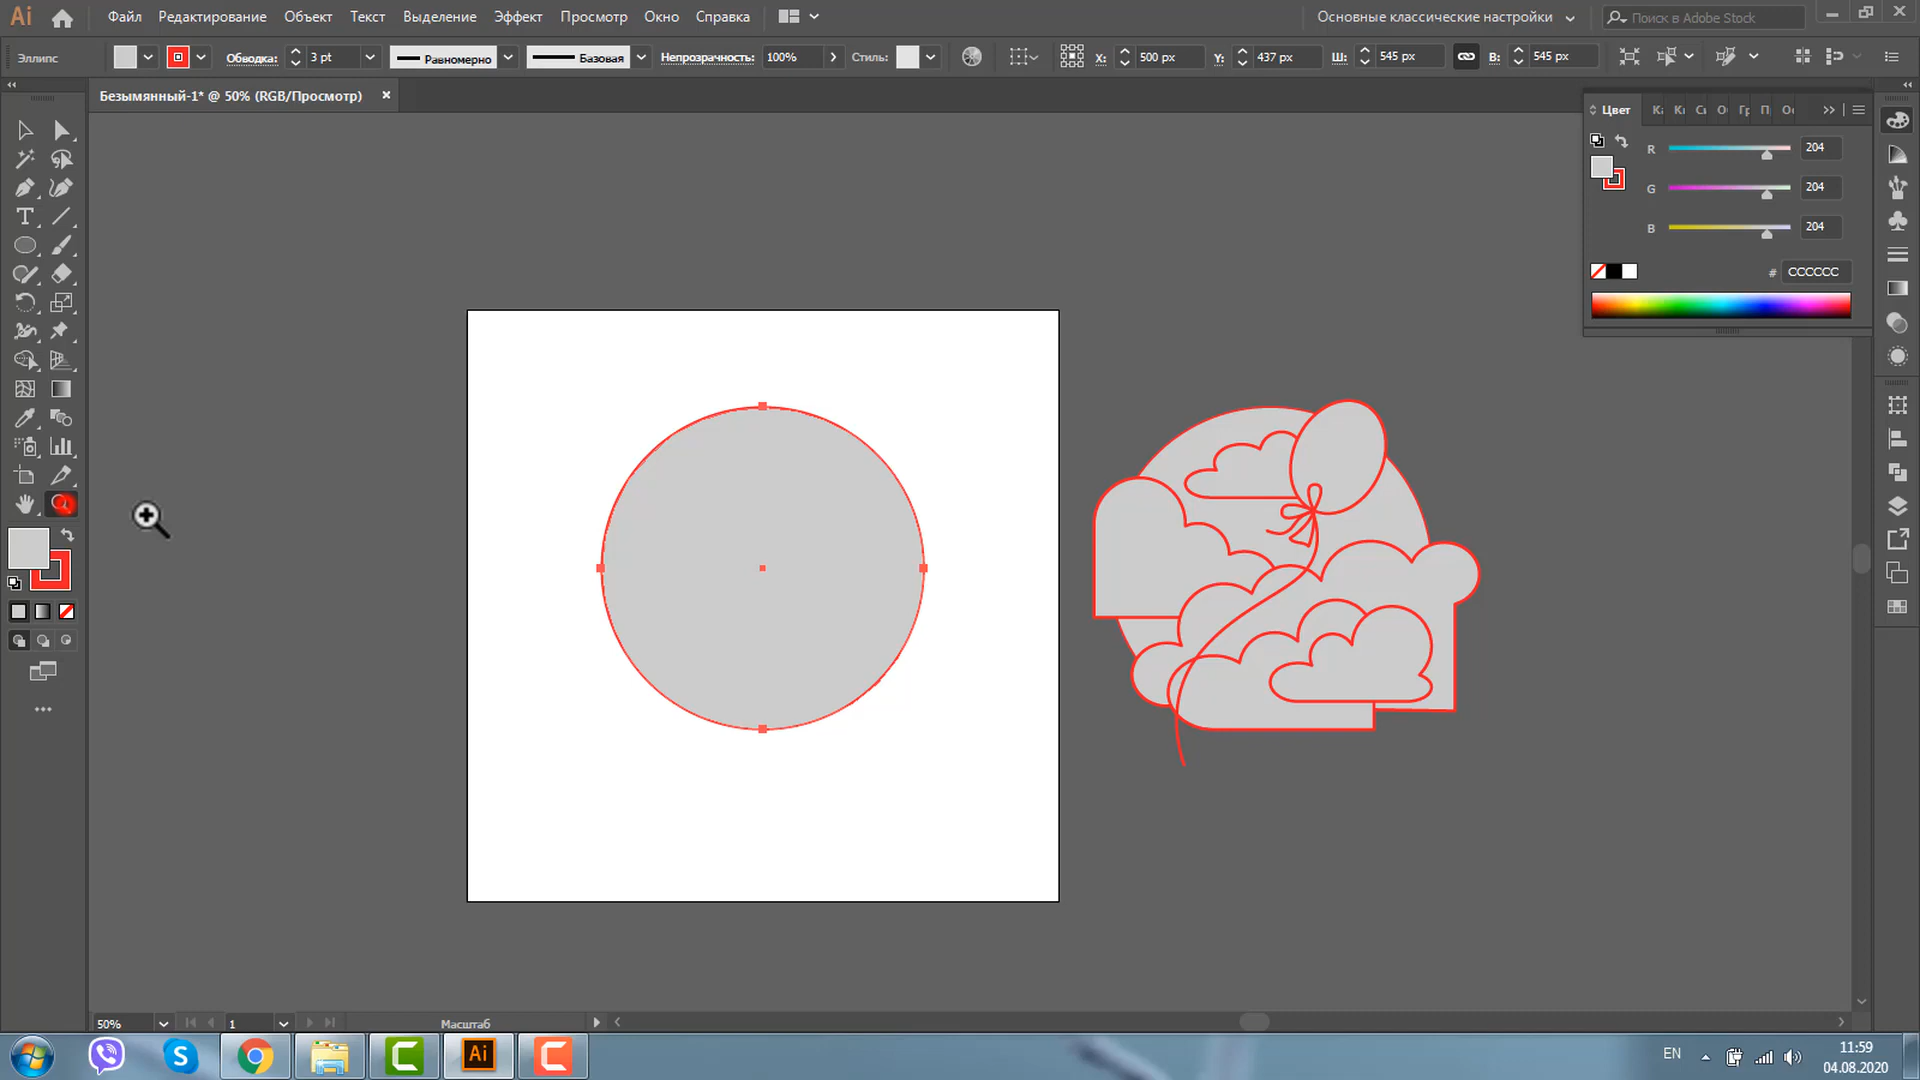 Ai Файл Редактирование Объект Текст Выделение Эффект Просмотр Окно Справка Основные классические настройки Поиск в Adobe Stock
Эллипс Обводка: 3 pt Равномерно Базовая Непрозрачность: 100% Стиль: X: 500 px Y: 437 px Ш: 545 px В: 545 px
Безымянный-1* @ 50% (RGB/Просмотр)
Цвет
R 204
G 204
B 204
# CCCCCC
50% 1 Масштаб
Ai EN 11:59
04.08.2020